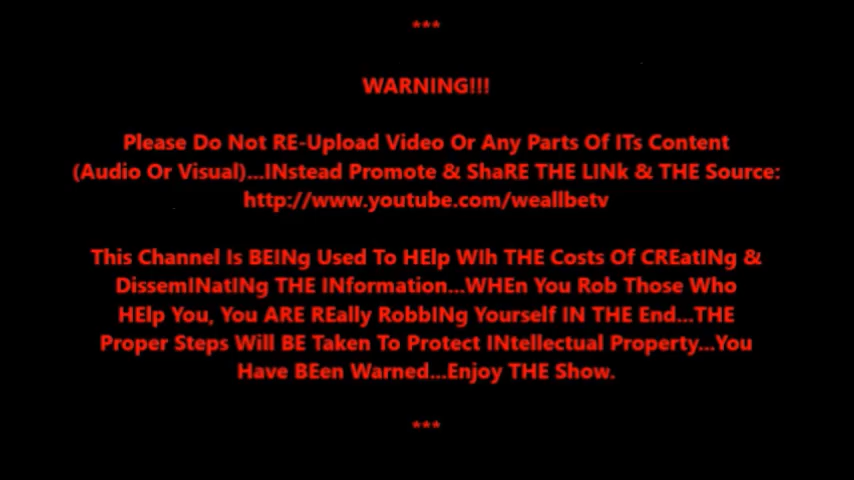 ***
WARNING!!!
Please Do Not RE-Upload Video Or Any Parts Of ITs Content
(Audio Or Visual)...INstead Promote & ShaRE THE LINk & THE Source:
http://www.youtube.com/weallbetv
This Channel Is BEINg Used To HElp WIh THE Costs Of CREatINg &
DissemINatINg THE INformation...WHEn You Rob Those Who
HElp You, You ARE REally RobbINg Yourself IN THE End...THE
Proper Steps Will BE Taken To Protect INtellectual Property...You
Have BEen Warned...Enjoy THE Show.
***